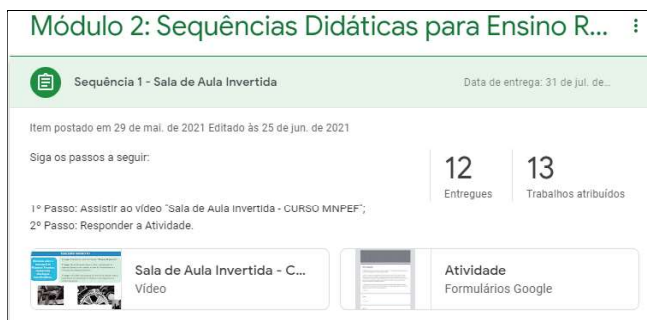 Módulo 2: Sequências Didáticas para Ensino R...
Sequência 1 - Sala de Aula Invertida
Data de entrega: 31 de jul. de...
Item postado em 29 de mai. de 2021 Editado às 25 de jun. de 2021
Siga os passos a seguir:
12
Entregues
13
Trabalhos atribuídos
1º Passo: Assistir ao vídeo "Sala de Aula Invertida - CURSO MNPEF";
2º Passo: Responder a Atividade.
Sala de Aula Invertida - C...
Vídeo
Atividade
Formulários Google